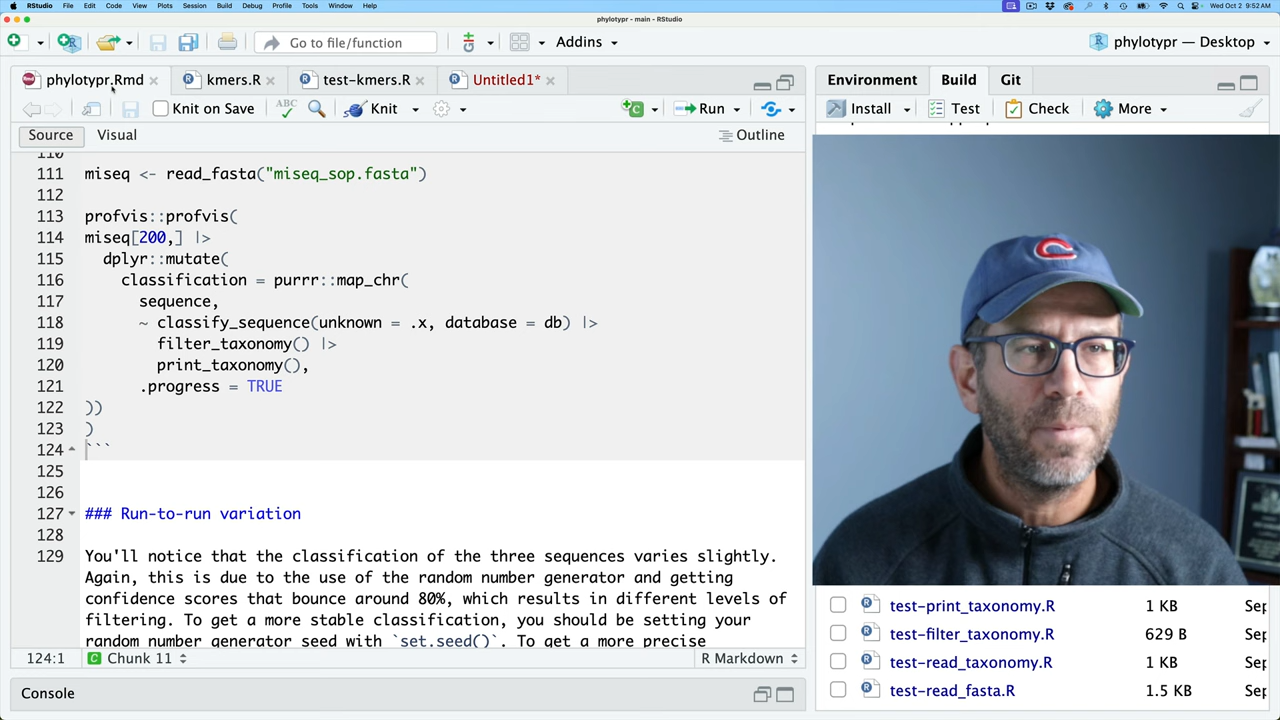 RStudio File Edit Code View Plots Session Build Debug Profile Tools Window Help
Wed Oct 2 9:52 AM
phylotypr - main - RStudio
Go to file/function
Addins
phylotypr — Desktop
phylotypr.Rmd
kmers.R
test-kmers.R
Untitled1*
Environment Build Git
Knit on Save
ABC
Knit
Run
Install
Test
Check
More
Source Visual
Outline
110
111 miseq <- read_fasta("miseq_sop.fasta")
112
113 profvis::profvis(
114 miseq[200,] |>
115 dplyr::mutate(
116 classification = purrr::map_chr(
117 sequence,
118 ~ classify_sequence(unknown = .x, database = db) |>
119 filter_taxonomy() |>
120 print_taxonomy(),
121 .progress = TRUE
122 ))
123 )
124 ```
125
126
127 ### Run-to-run variation
128
129 You'll notice that the classification of the three sequences varies slightly.
Again, this is due to the use of the random number generator and getting
confidence scores that bounce around 80%, which results in different levels of
filtering. To get a more stable classification, you should be setting your
random number generator seed with `set.seed()`. To get a more precise
124:1 Chunk 11 R Markdown
Console
test-print_taxonomy.R 1 KB Sep
test-filter_taxonomy.R 629 B Sep
test-read_taxonomy.R 1 KB Sep
test-read_fasta.R 1.5 KB Sep